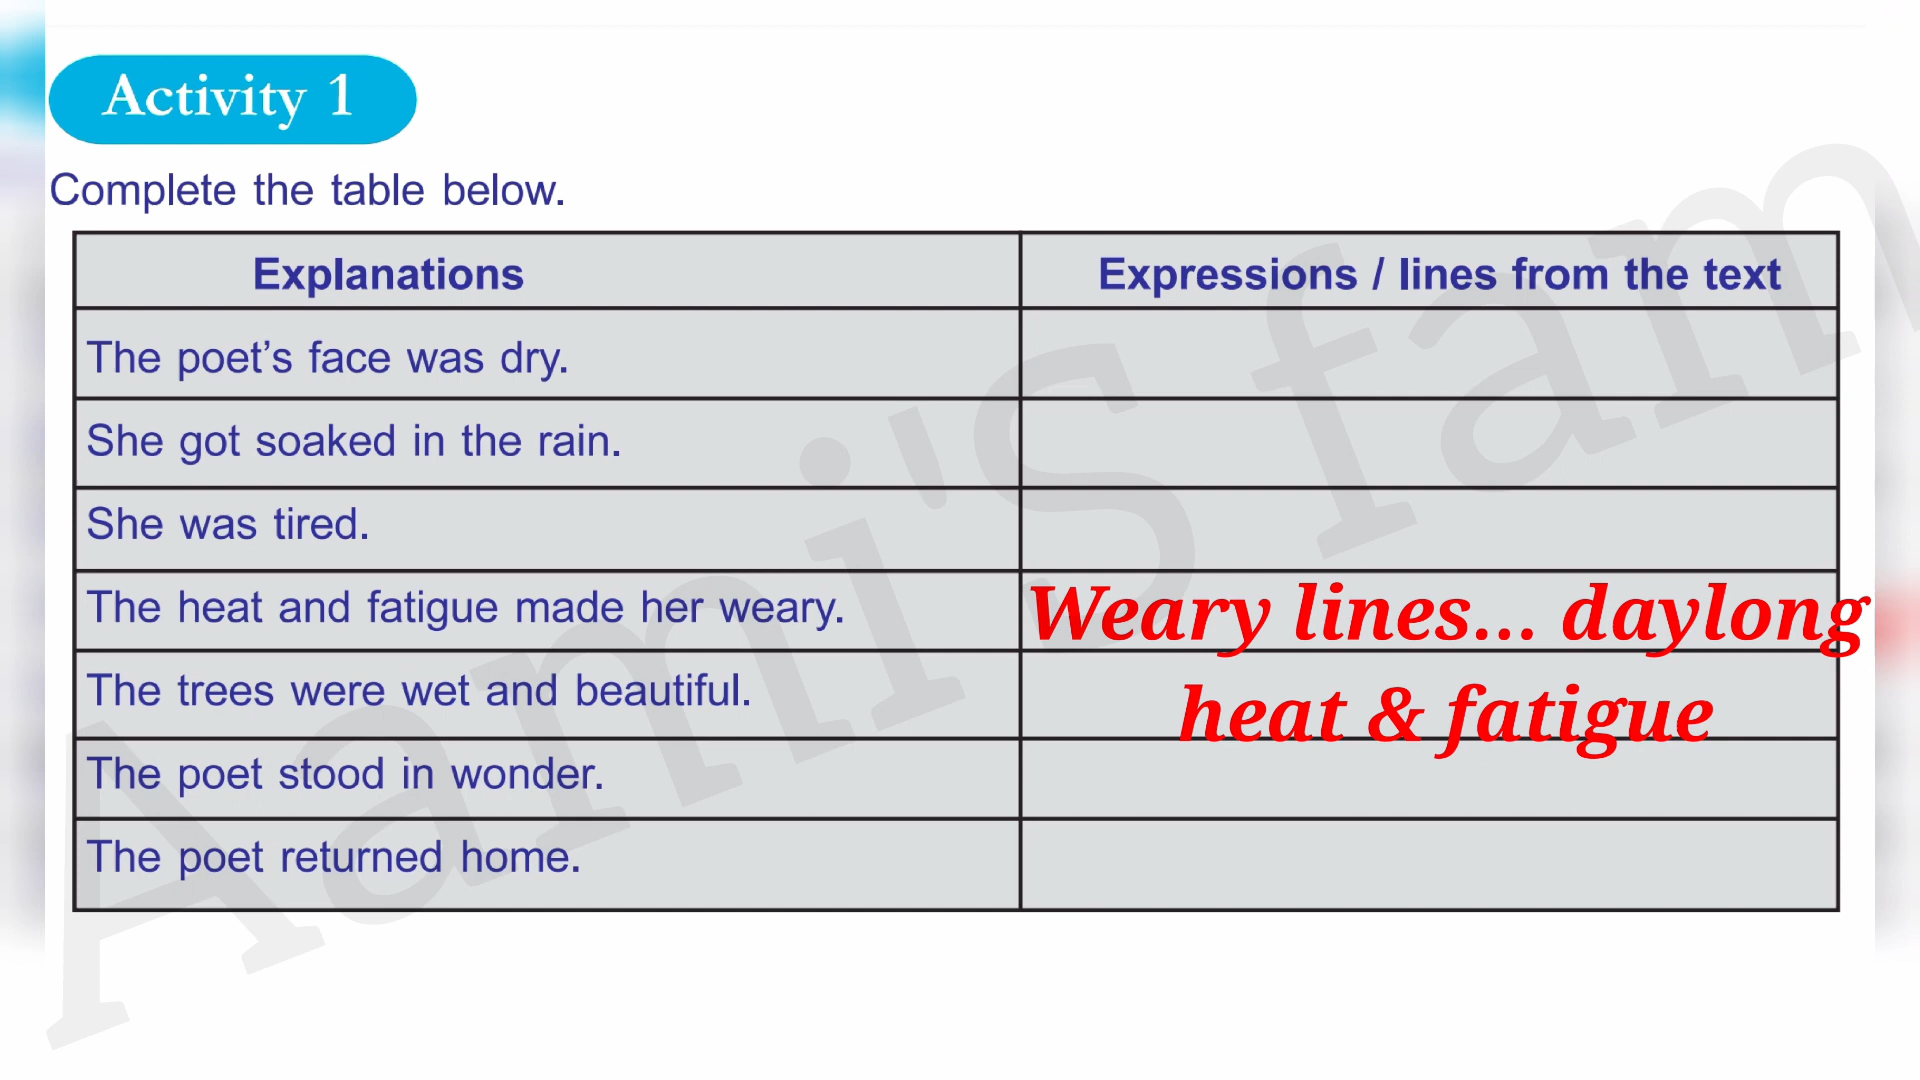 Activity 1
Complete the table below.
Explanations
Expressions / lines from the text
The poet's face was dry.
She got soaked in the rain.
She was tired.
The heat and fatigue made her weary.
Weary lines... daylong
heat & fatigue
The trees were wet and beautiful.
The poet stood in wonder.
The poet returned home.
Aami'S fam